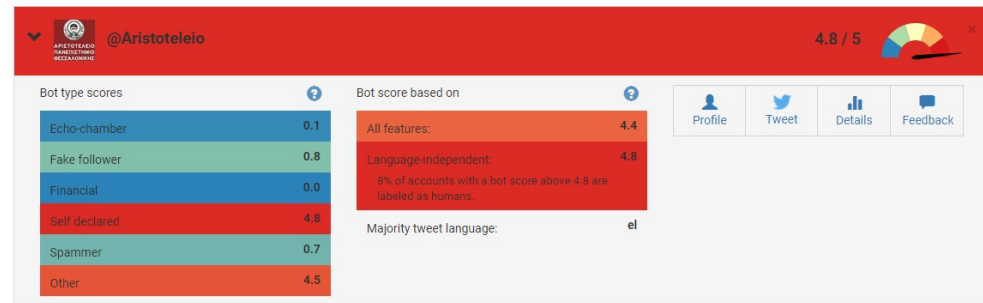 ΑΡΙΣΤΟΤΕΛΕΙΟ
ΠΑΝΕΠΙΣΤΗΜΙΟ
ΘΕΣΣΑΛΟΝΙΚΗΣ
@Aristoteleio
4.8 / 5
×
Bot type scores
?
Echo-chamber 0.1
Fake follower 0.8
Financial 0.0
Self declared 4.8
Spammer 0.7
Other 4.5
Bot score based on
?
All features: 4.4
Language-independent: 4.8
8% of accounts with a bot score above 4.8 are
labeled as humans.
Majority tweet language: el
Profile
Tweet
Details
Feedback